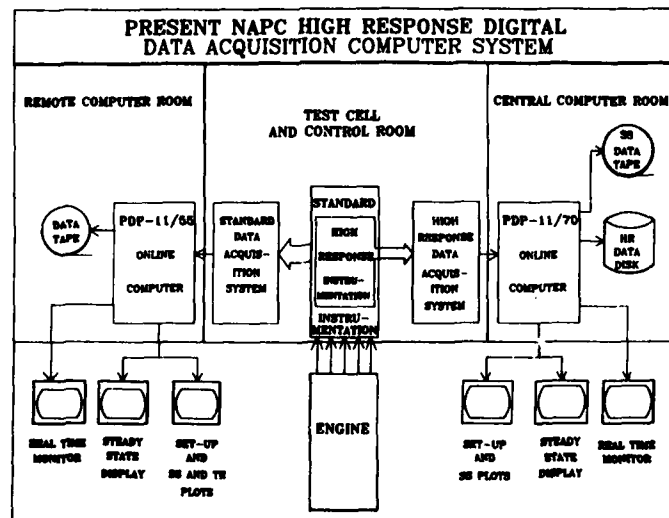 PRESENT NAPC HIGH RESPONSE DIGITAL
DATA ACQUISITION COMPUTER SYSTEM
REMOTE COMPUTER ROOM
TEST CELL
AND CONTROL ROOM
CENTRAL COMPUTER ROOM
DATA
TAPE
PDP-11/55
ONLINE
COMPUTER
STANDARD
DATA
ACQUIS-
ITION
SYSTEM
STANDARD
HIGH
RESPONSE
INSTRU-
MENTATION
INSTRU-
MENTATION
HIGH
RESPONSE
DATA
ACQUIS-
ITION
SYSTEM
PDP-11/70
ONLINE
COMPUTER
SS
DATA
TAPE
HR
DATA
DISK
REAL TIME
MONITOR
STEADY
STATE
DISPLAY
SET-UP
AND
SS AND TR
PLOTS
ENGINE
SET-UP
AND
SS PLOTS
STEADY
STATE
DISPLAY
REAL TIME
MONITOR